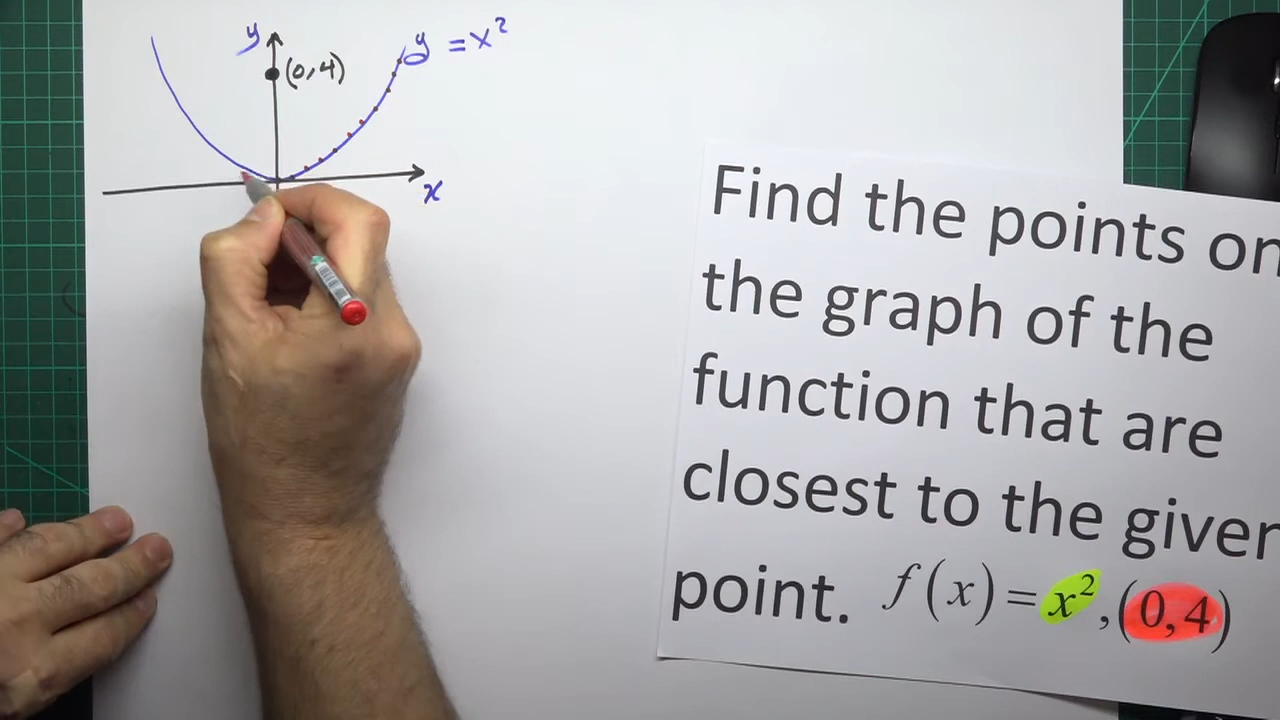 y
y = x²
(0,4)
x
Find the points on
the graph of the
function that are
closest to the given
point. f(x) = x², (0,4)